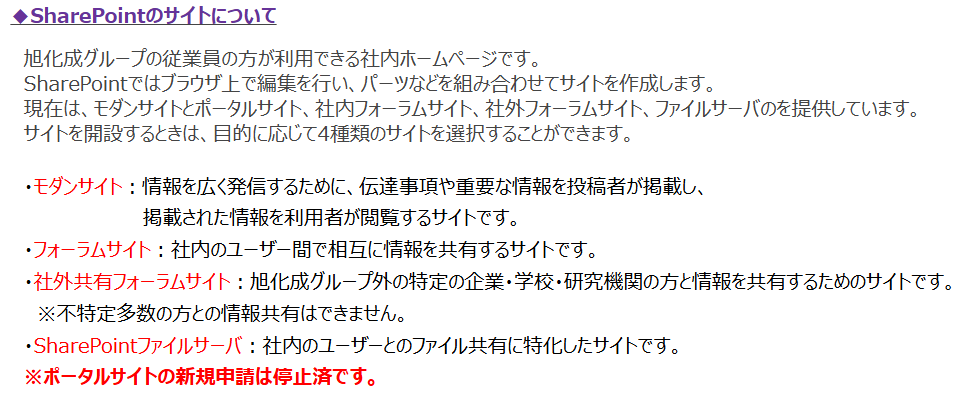 ◆SharePointのサイトについて
旭化成グループの従業員の方が利用できる社内ホームページです。
SharePointではブラウザ上で編集を行い、パーツなどを組み合わせてサイトを作成します。
現在は、モダンサイトとポータルサイト、社内フォーラムサイト、社外フォーラムサイト、ファイルサーバのを提供しています。
サイトを開設するときは、目的に応じて4種類のサイトを選択することができます。
・モダンサイト：情報を広く発信するために、伝達事項や重要な情報を投稿者が掲載し、
掲載された情報を利用者が閲覧するサイトです。
・フォーラムサイト：社内のユーザー間で相互に情報を共有するサイトです。
・社外共有フォーラムサイト：旭化成グループ外の特定の企業・学校・研究機関の方と情報を共有するためのサイトです。
※不特定多数の方との情報共有はできません。
・SharePointファイルサーバ：社内のユーザーとのファイル共有に特化したサイトです。
※ポータルサイトの新規申請は停止済です。